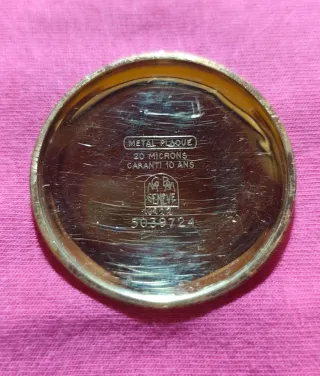 METAL PLAQUE
20 MICRONS
GARANTI 10 ANS
GENEVE
5039724